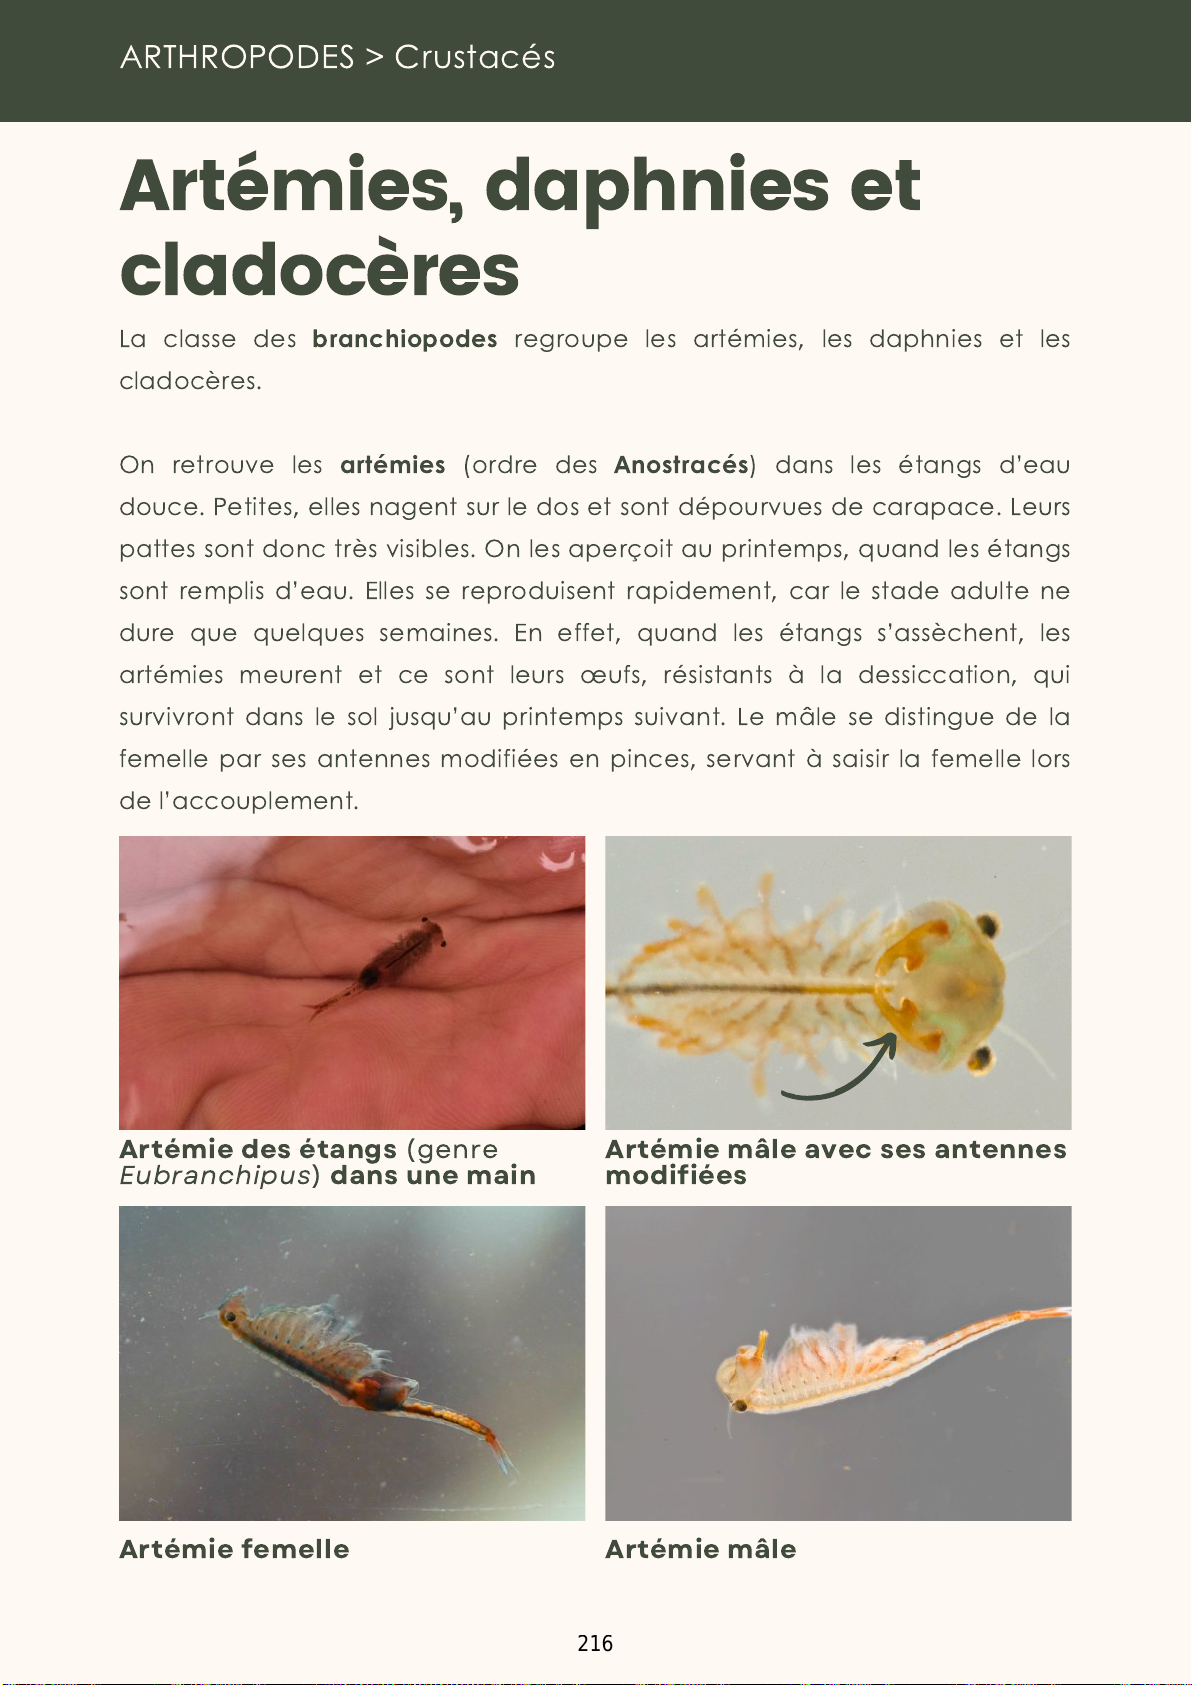 ARTHROPODES > Crustacés
Artémies, daphnies et
cladocères
La classe des branchiopodes regroupe les artémies, les daphnies et les
cladocères.
On retrouve les artémies (ordre des Anostracés) dans les étangs d'eau
douce. Petites, elles nagent sur le dos et sont dépourvues de carapace. Leurs
pattes sont donc très visibles. On les aperçoit au printemps, quand les étangs
sont remplis d'eau. Elles se reproduisent rapidement, car le stade adulte ne
dure que quelques semaines. En effet, quand les étangs s'assèchent, les
artémies meurent et ce sont leurs œufs, résistants à la dessiccation, qui
survivront dans le sol jusqu'au printemps suivant. Le mâle se distingue de la
femelle par ses antennes modifiées en pinces, servant à saisir la femelle lors
de l'accouplement.
Artémie des étangs (genre
Eubranchipus) dans une main
Artémie mâle avec ses antennes
modifiées
Artémie femelle
Artémie mâle
216